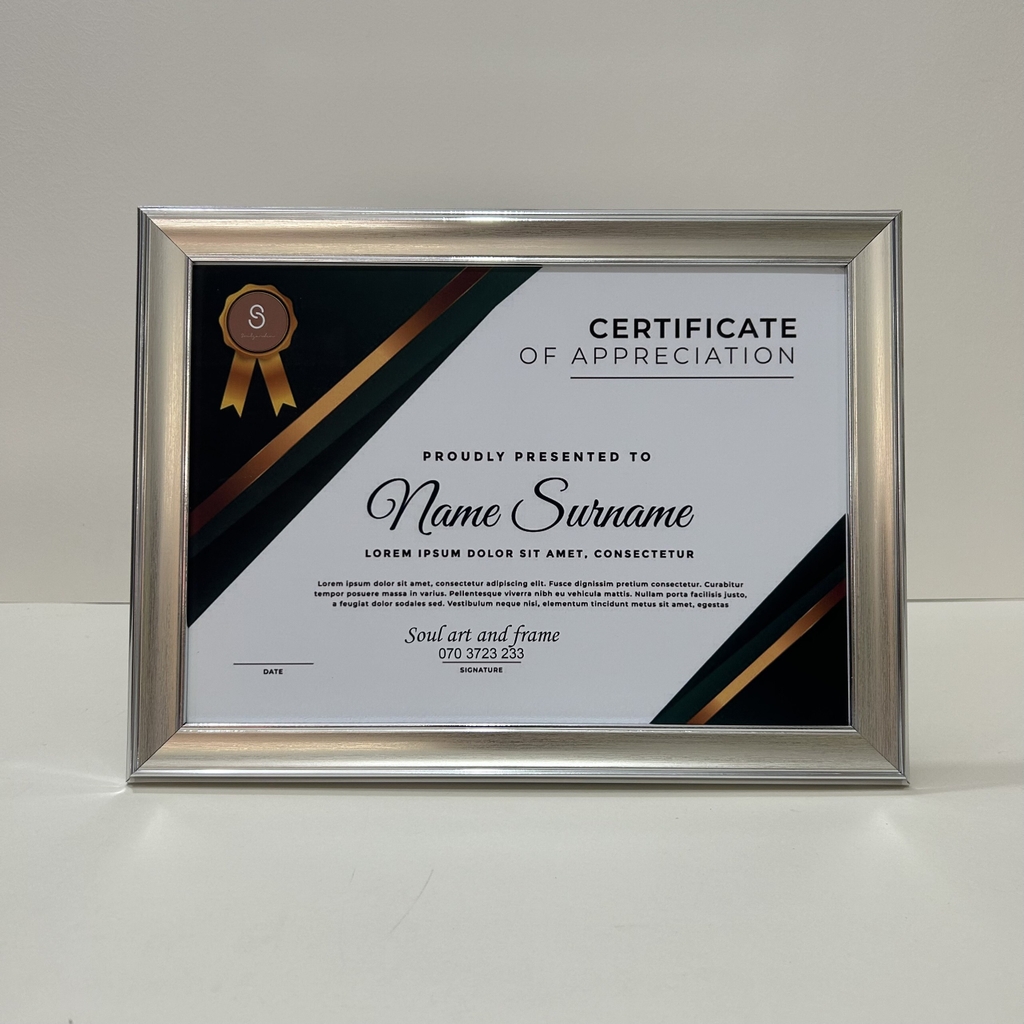 S
CERTIFICATE
OF APPRECIATION
PROUDLY PRESENTED TO
Name Surname
LOREM IPSUM DOLOR SIT AMET, CONSECTETUR
Lorem ipsum dolor sit amet, consectetur adipiscing elit. Fusce dignissim pretium consectetur. Curabitur
tempor posuere massa in varius. Pellentesque viverra nibh eu vehicula mattis. Nullam porta facilisis justo,
a feugiat dolor sodales sed. Vestibulum neque nisl, elementum tincidunt metus sit amet, egestas
Soul art and frame
070 3723 233
DATE
SIGNATURE